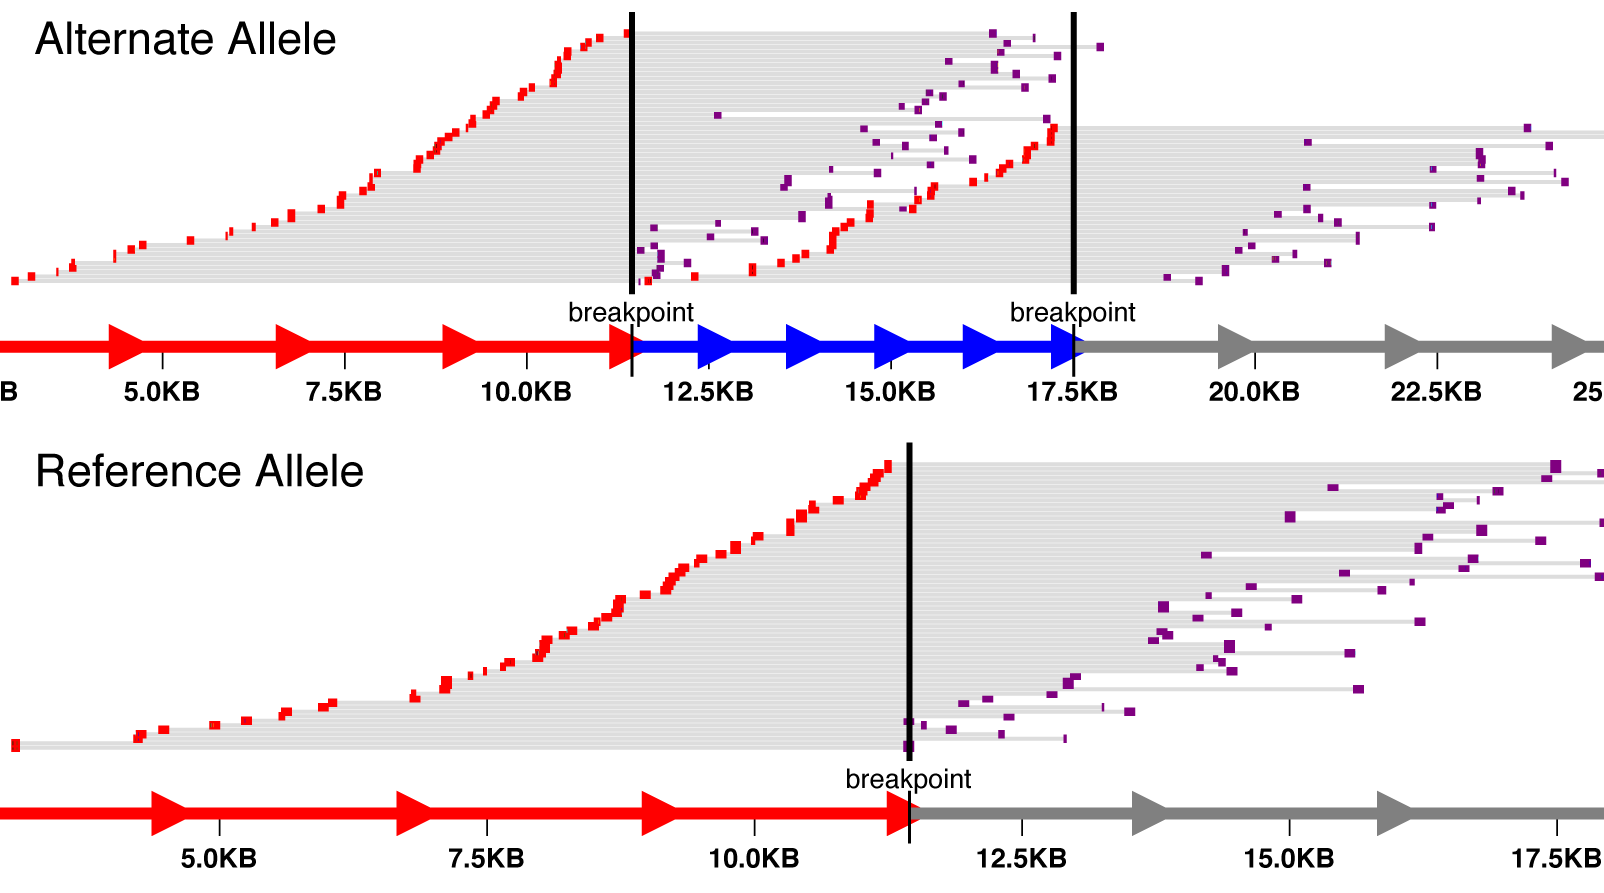 Alternate Allele
breakpoint breakpoint
B 5.0KB 7.5KB 10.0KB 12.5KB 15.0KB 17.5KB 20.0KB 22.5KB 25
Reference Allele
breakpoint
5.0KB 7.5KB 10.0KB 12.5KB 15.0KB 17.5KB